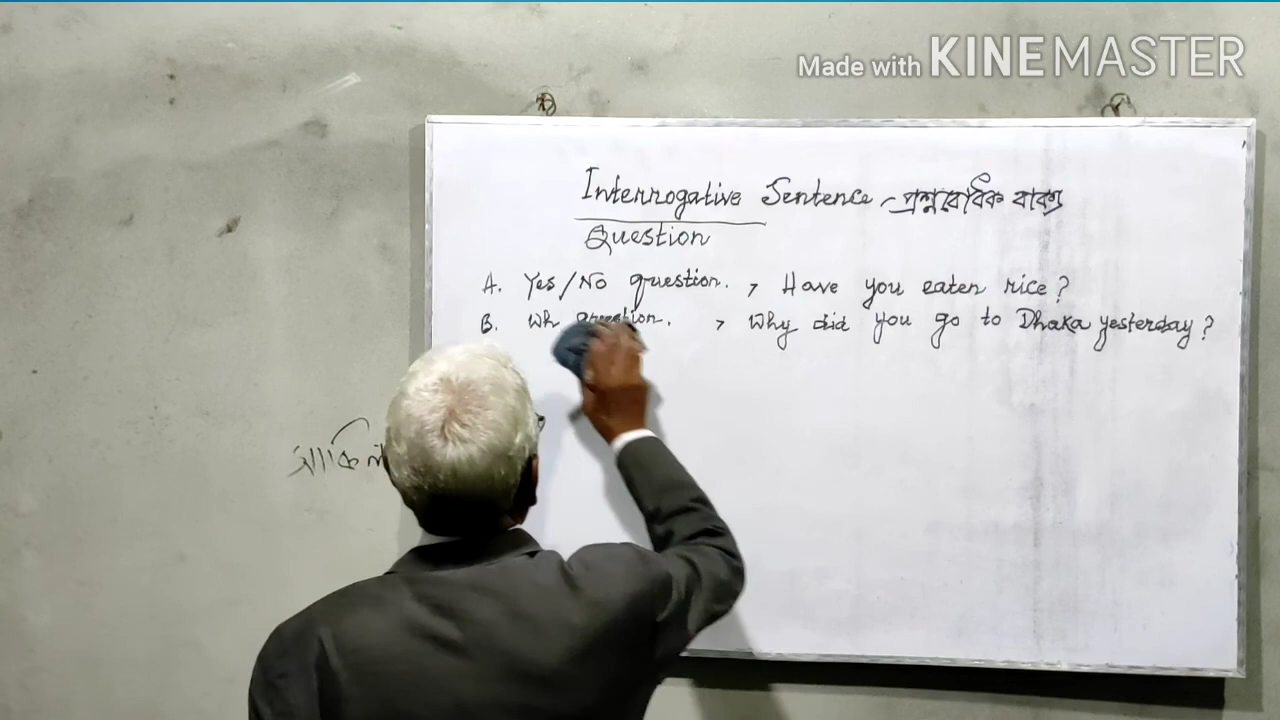 Made with KINEMASTER
Interrogative Sentence - প্রশ্নবোধক বাক্য
Question
A. Yes/No question. > Have you eaten rice?
B. Wh question. > Why did you go to Dhaka yesterday?